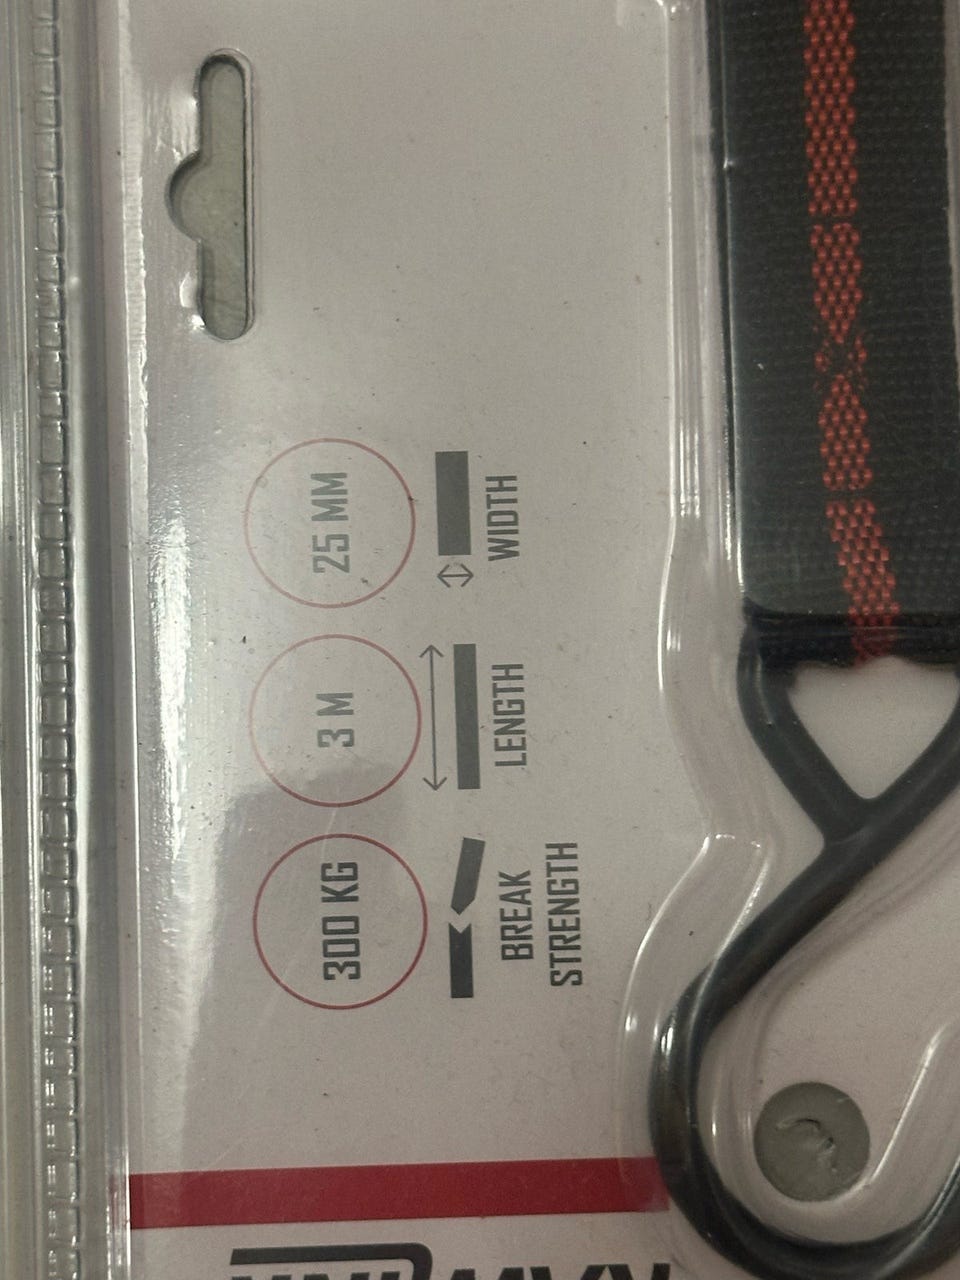 300 KG
3 M
25 MM
BREAK
STRENGTH
LENGTH
WIDTH